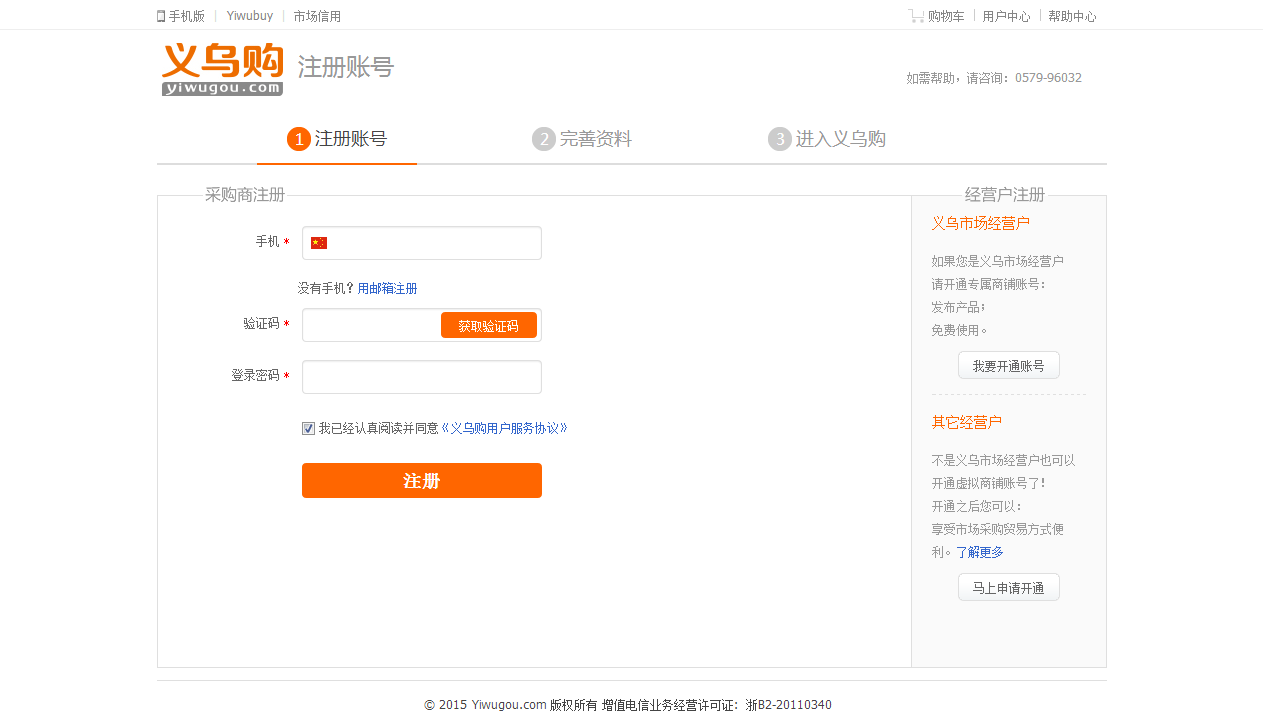 手机版 Yiwubuy 市场信用 购物车 用户中心 帮助中心
义乌购 注册账号
yiwugou.com
如需帮助，请咨询：0579-96032
1 注册账号 2 完善资料 3 进入义乌购
采购商注册
手机 *
没有手机？用邮箱注册
验证码 * 获取验证码
登录密码 *
我已经认真阅读并同意《义乌购用户服务协议》
注册
经营户注册
义乌市场经营户
如果您是义乌市场经营户
请开通专属商铺账号：
发布产品；
免费使用。
我要开通账号
其它经营户
不是义乌市场经营户也可以
开通虚拟商铺账号了！
开通之后您可以：
享受市场采购贸易方式便
利。了解更多
马上申请开通
© 2015 Yiwugou.com 版权所有 增值电信业务经营许可证：浙B2-20110340